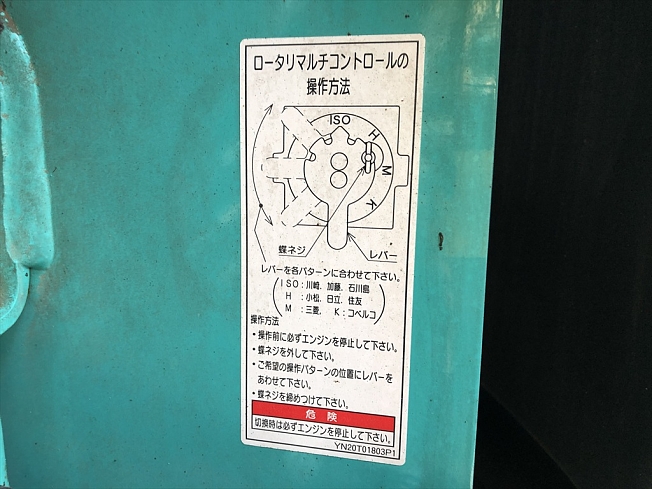 ロータリマルチコントロールの
操作方法
ISO
H
M
K
蝶ネジ
レバー
レバーを各パターンに合わせて下さい。
ISO:川崎、加藤、石川島
H :小松、日立、住友
M :三菱、 K:コベルコ
操作方法
・操作前に必ずエンジンを停止して下さい。
・蝶ネジを外して下さい。
・ご希望の操作パターンの位置にレバーを
あわせて下さい。
・蝶ネジを締めつけて下さい。
危険
切換時は必ずエンジンを停止して下さい。
YN20T01803P1